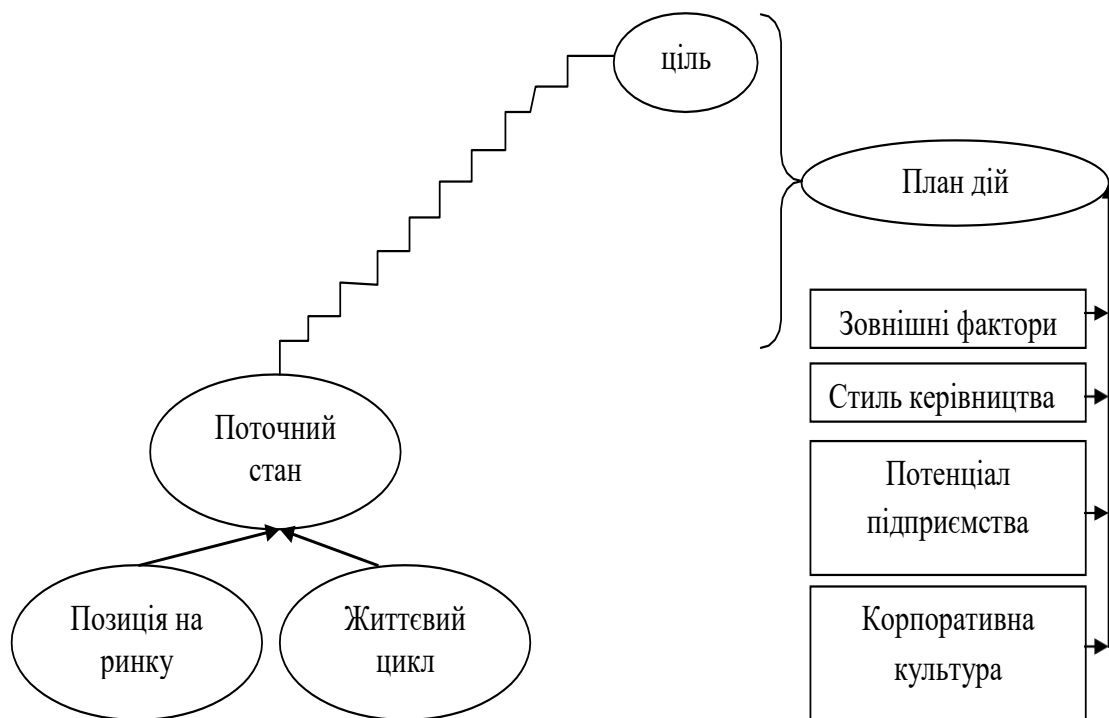 ціль
План дій
Зовнішні фактори
Стиль керівництва
Поточний
стан
Потенціал
підприємства
Позиція на
ринку
Життєвий
цикл
Корпоративна
культура